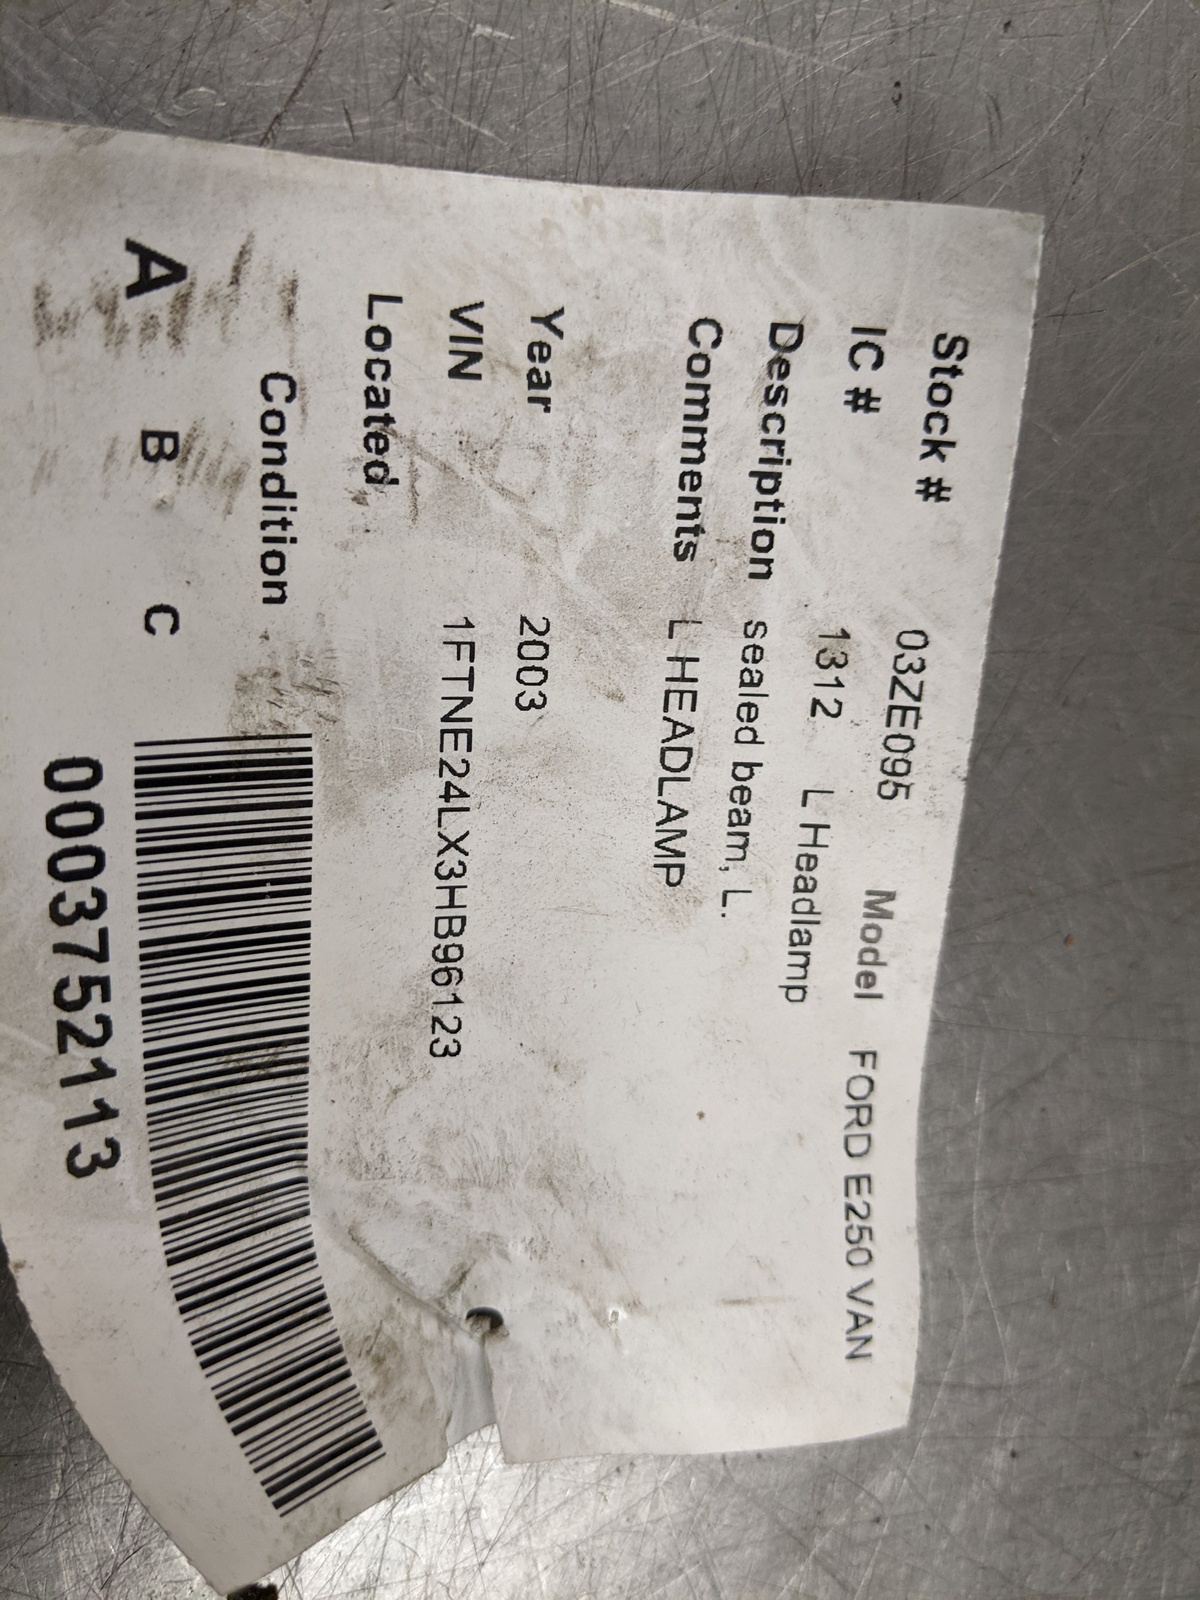 Stock # 03ZE095 Model FORD E250 VAN
IC # 1312 L Headlamp
Description sealed beam, L.
Comments L HEADLAMP
Year 2003
VIN 1FTNE24LX3HB96123
Located
Condition
A B C
0003752113